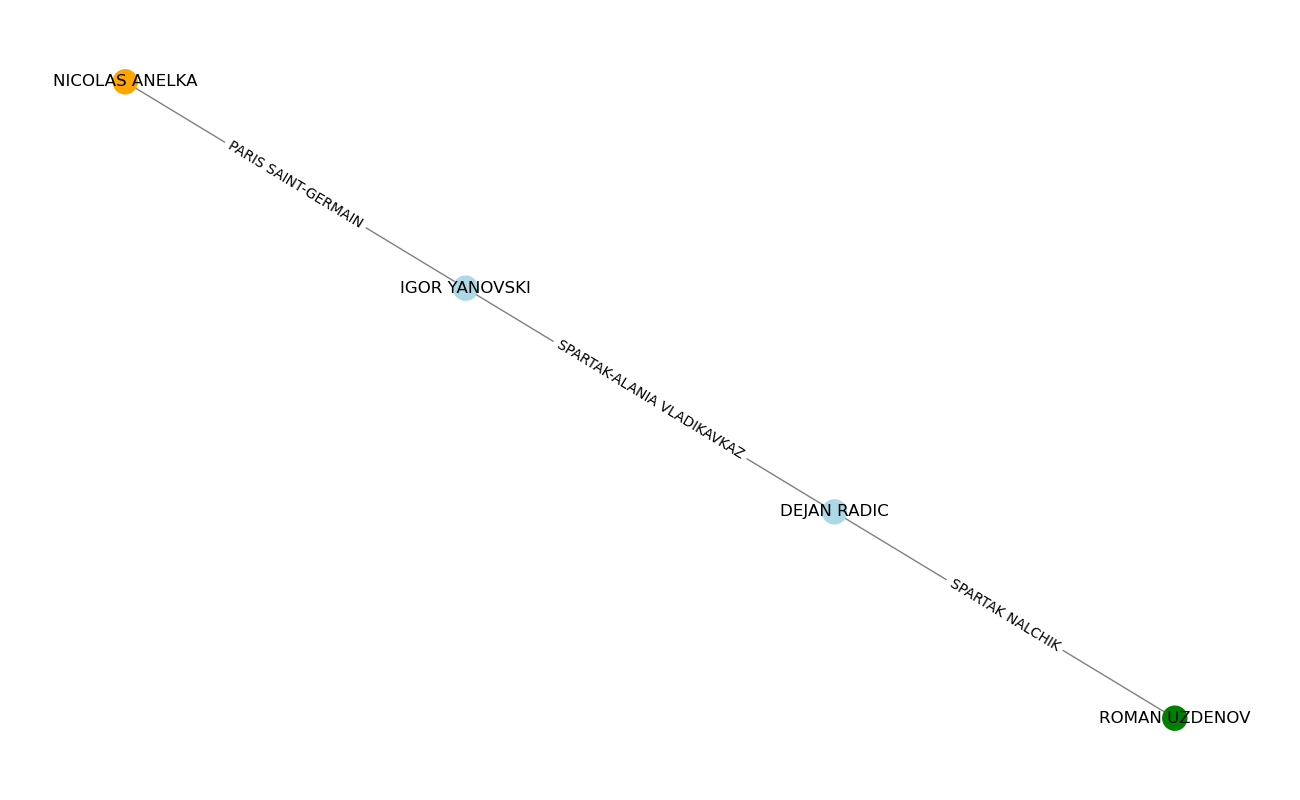 NICOLAS ANELKA
PARIS SAINT-GERMAIN
IGOR YANOVSKI
SPARTAK-ALANIA VLADIKAVKAZ
DEJAN RADIC
SPARTAK NALCHIK
ROMAN UZDENOV